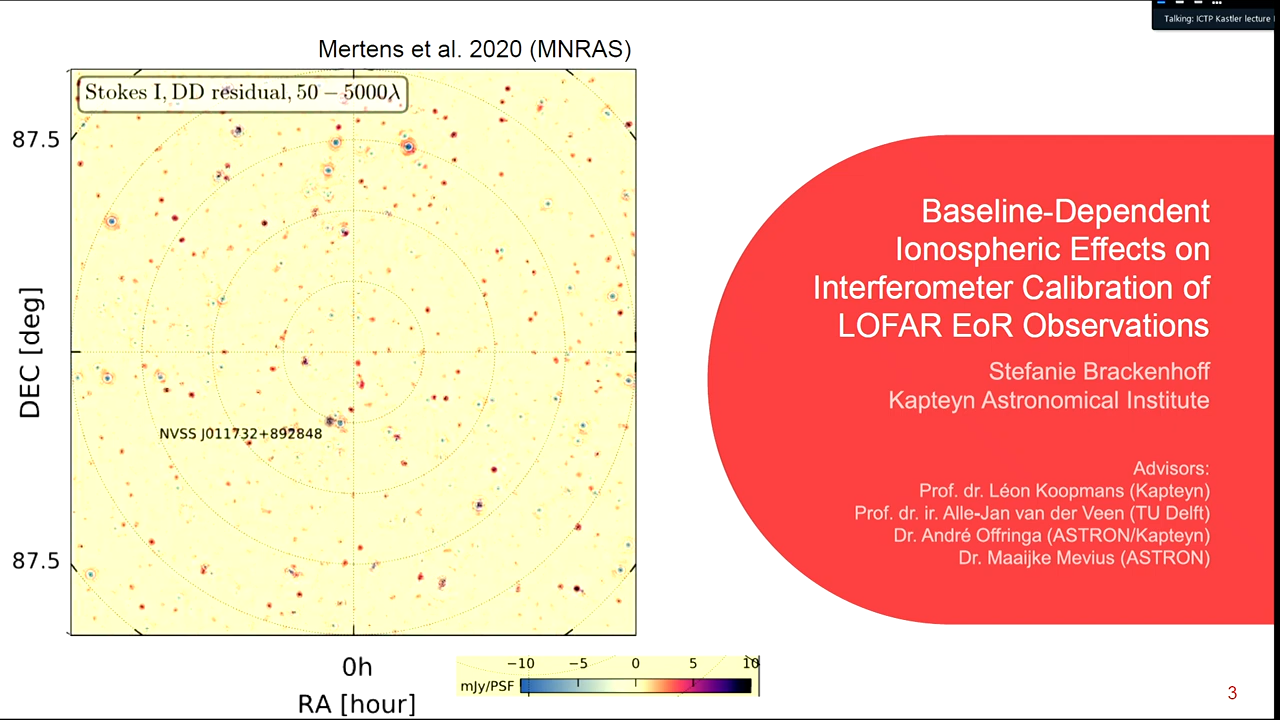 Talking: ICTP Kastler lecture
Mertens et al. 2020 (MNRAS)
Stokes I, DD residual, 50 − 5000λ
87.5
DEC [deg]
NVSS J011732+892848
87.5
0h
RA [hour]
−10 −5 0 5 10
mJy/PSF
Baseline-Dependent
Ionospheric Effects on
Interferometer Calibration of
LOFAR EoR Observations
Stefanie Brackenhoff
Kapteyn Astronomical Institute
Advisors:
Prof. dr. Léon Koopmans (Kapteyn)
Prof. dr. ir. Alle-Jan van der Veen (TU Delft)
Dr. André Offringa (ASTRON/Kapteyn)
Dr. Maaijke Mevius (ASTRON)
3